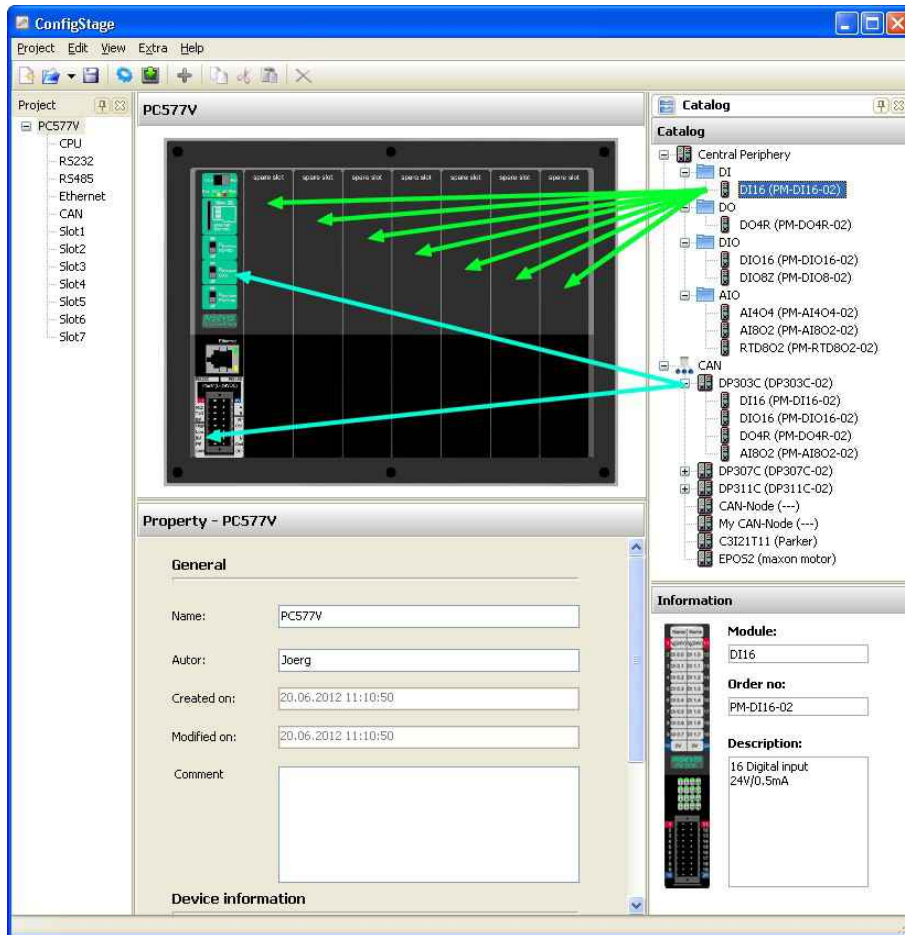 ConfigStage
Project Edit View Extra Help
Project
PC577V
CPU
RS232
RS485
Ethernet
CAN
Slot1
Slot2
Slot3
Slot4
Slot5
Slot6
Slot7
PC577V
spare slot spare slot spare slot spare slot spare slot spare slot spare slot
Ethernet
Property - PC577V
General
Name: PC577V
Autor: Joerg
Created on: 20.06.2012 11:10:50
Modified on: 20.06.2012 11:10:50
Comment
Device information
Catalog
Catalog
Central Periphery
DI
DI16 (PM-DI16-02)
DO
DO4R (PM-DO4R-02)
DIO
DIO16 (PM-DIO16-02)
DIO8Z (PM-DIO8-02)
AIO
AI4O4 (PM-AI4O4-02)
AI8O2 (PM-AI8O2-02)
RTD8O2 (PM-RTD8O2-02)
CAN
DP303C (DP303C-02)
DI16 (PM-DI16-02)
DIO16 (PM-DIO16-02)
DO4R (PM-DO4R-02)
AI8O2 (PM-AI8O2-02)
DP307C (DP307C-02)
DP311C (DP311C-02)
CAN-Node (---)
My CAN-Node (---)
C3I21T11 (Parker)
EPOS2 (maxon motor)
Information
Module:
DI16
Order no:
PM-DI16-02
Description:
16 Digital input
24V/0.5mA